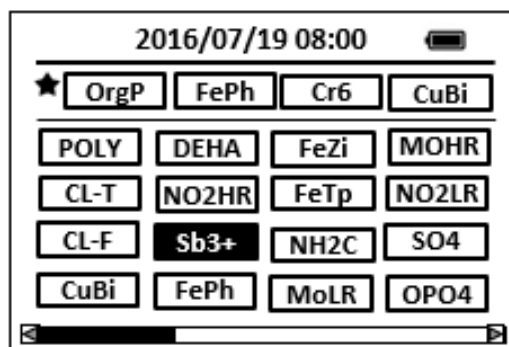 2016/07/19 08:00
OrgP FePh Cr6 CuBi
POLY DEHA FeZi MOHR
CL-T NO2HR FeTp NO2LR
CL-F Sb3+ NH2C SO4
CuBi FePh MoLR OPO4